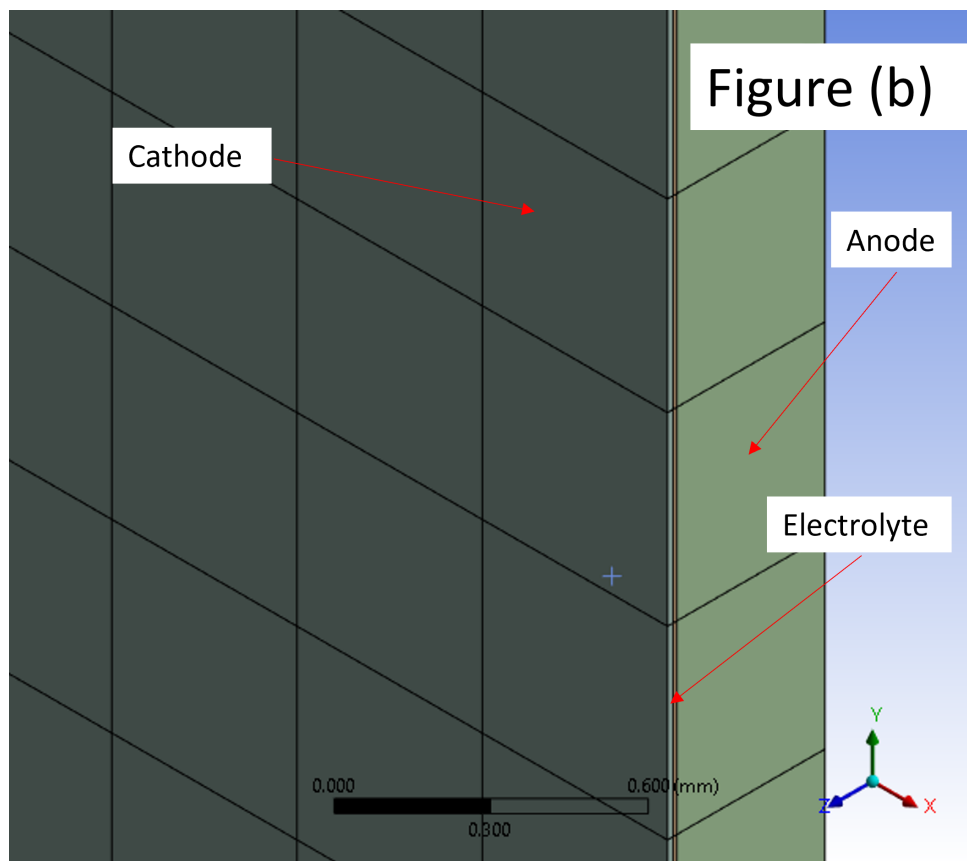 Figure (b)
Cathode
Anode
Electrolyte
Y
0.000
0.600 (mm)
Z
X
0.300